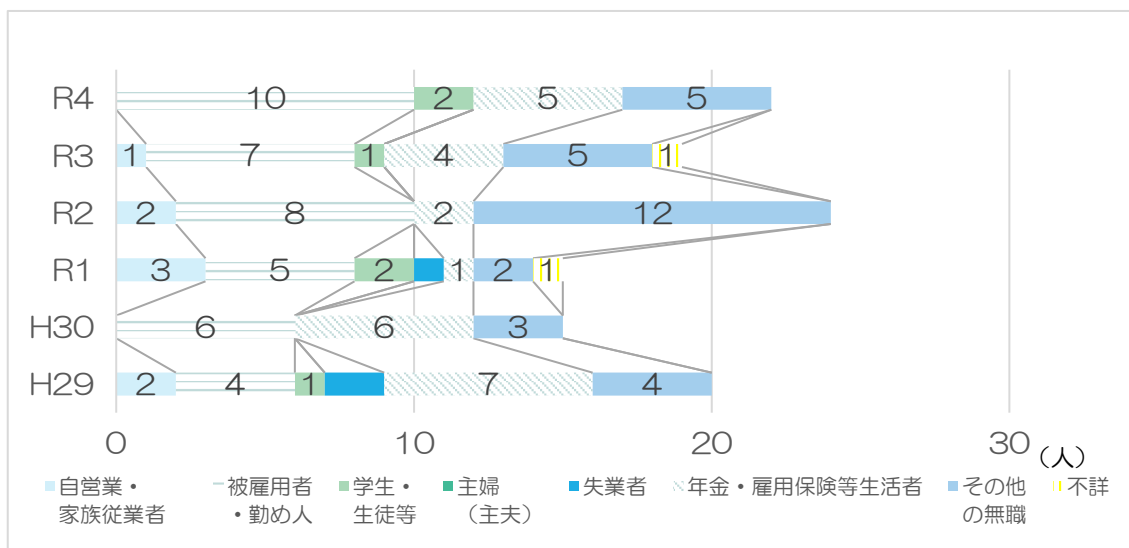 R4 10 2 5 5
R3 1 7 1 4 5 1
R2 2 8 2 12
R1 3 5 2 1 2 1
H30 6 6 3
H29 2 4 1 7 4
0 10 20 30
(人)
自営業・
家族従業者
被雇用者
・勤め人
学生・
生徒等
主婦
（主夫）
失業者
年金・雇用保険等生活者
その他
の無職
不詳